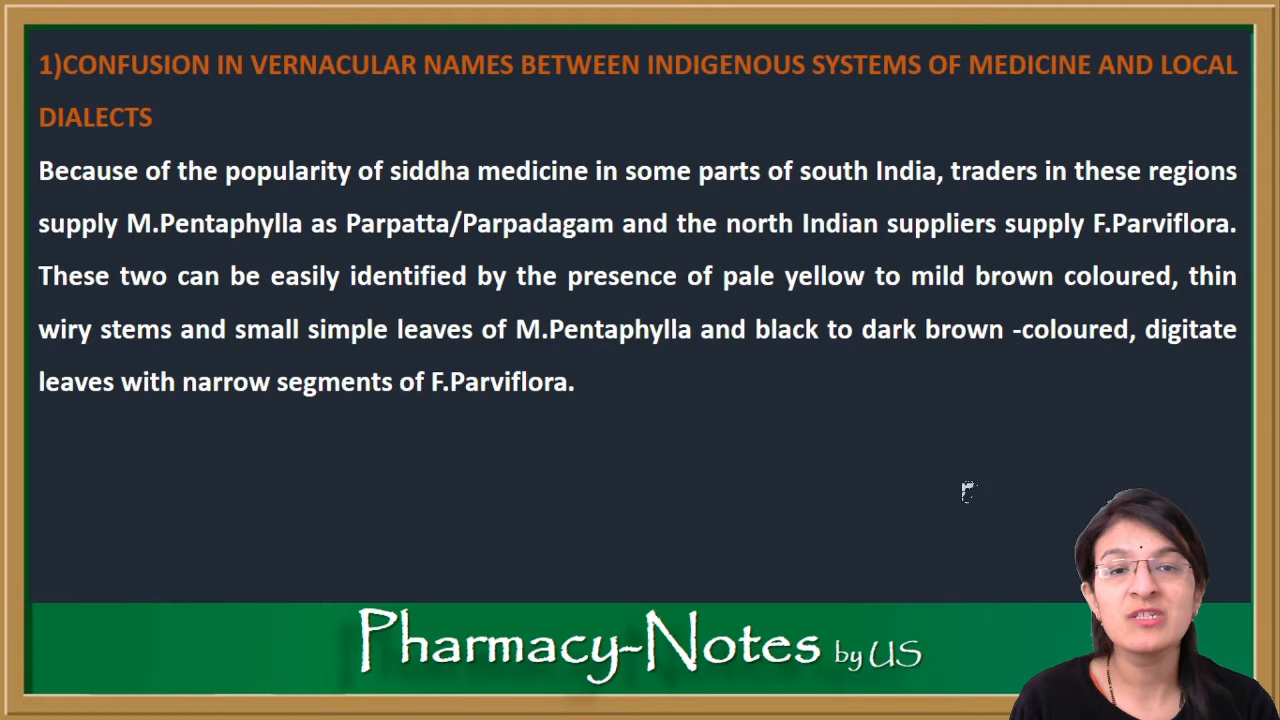 1)CONFUSION IN VERNACULAR NAMES BETWEEN INDIGENOUS SYSTEMS OF MEDICINE AND LOCAL
DIALECTS
Because of the popularity of siddha medicine in some parts of south India, traders in these regions
supply M.Pentaphylla as Parpatta/Parpadagam and the north Indian suppliers supply F.Parviflora.
These two can be easily identified by the presence of pale yellow to mild brown coloured, thin
wiry stems and small simple leaves of M.Pentaphylla and black to dark brown -coloured, digitate
leaves with narrow segments of F.Parviflora.
Pharmacy-Notes by US